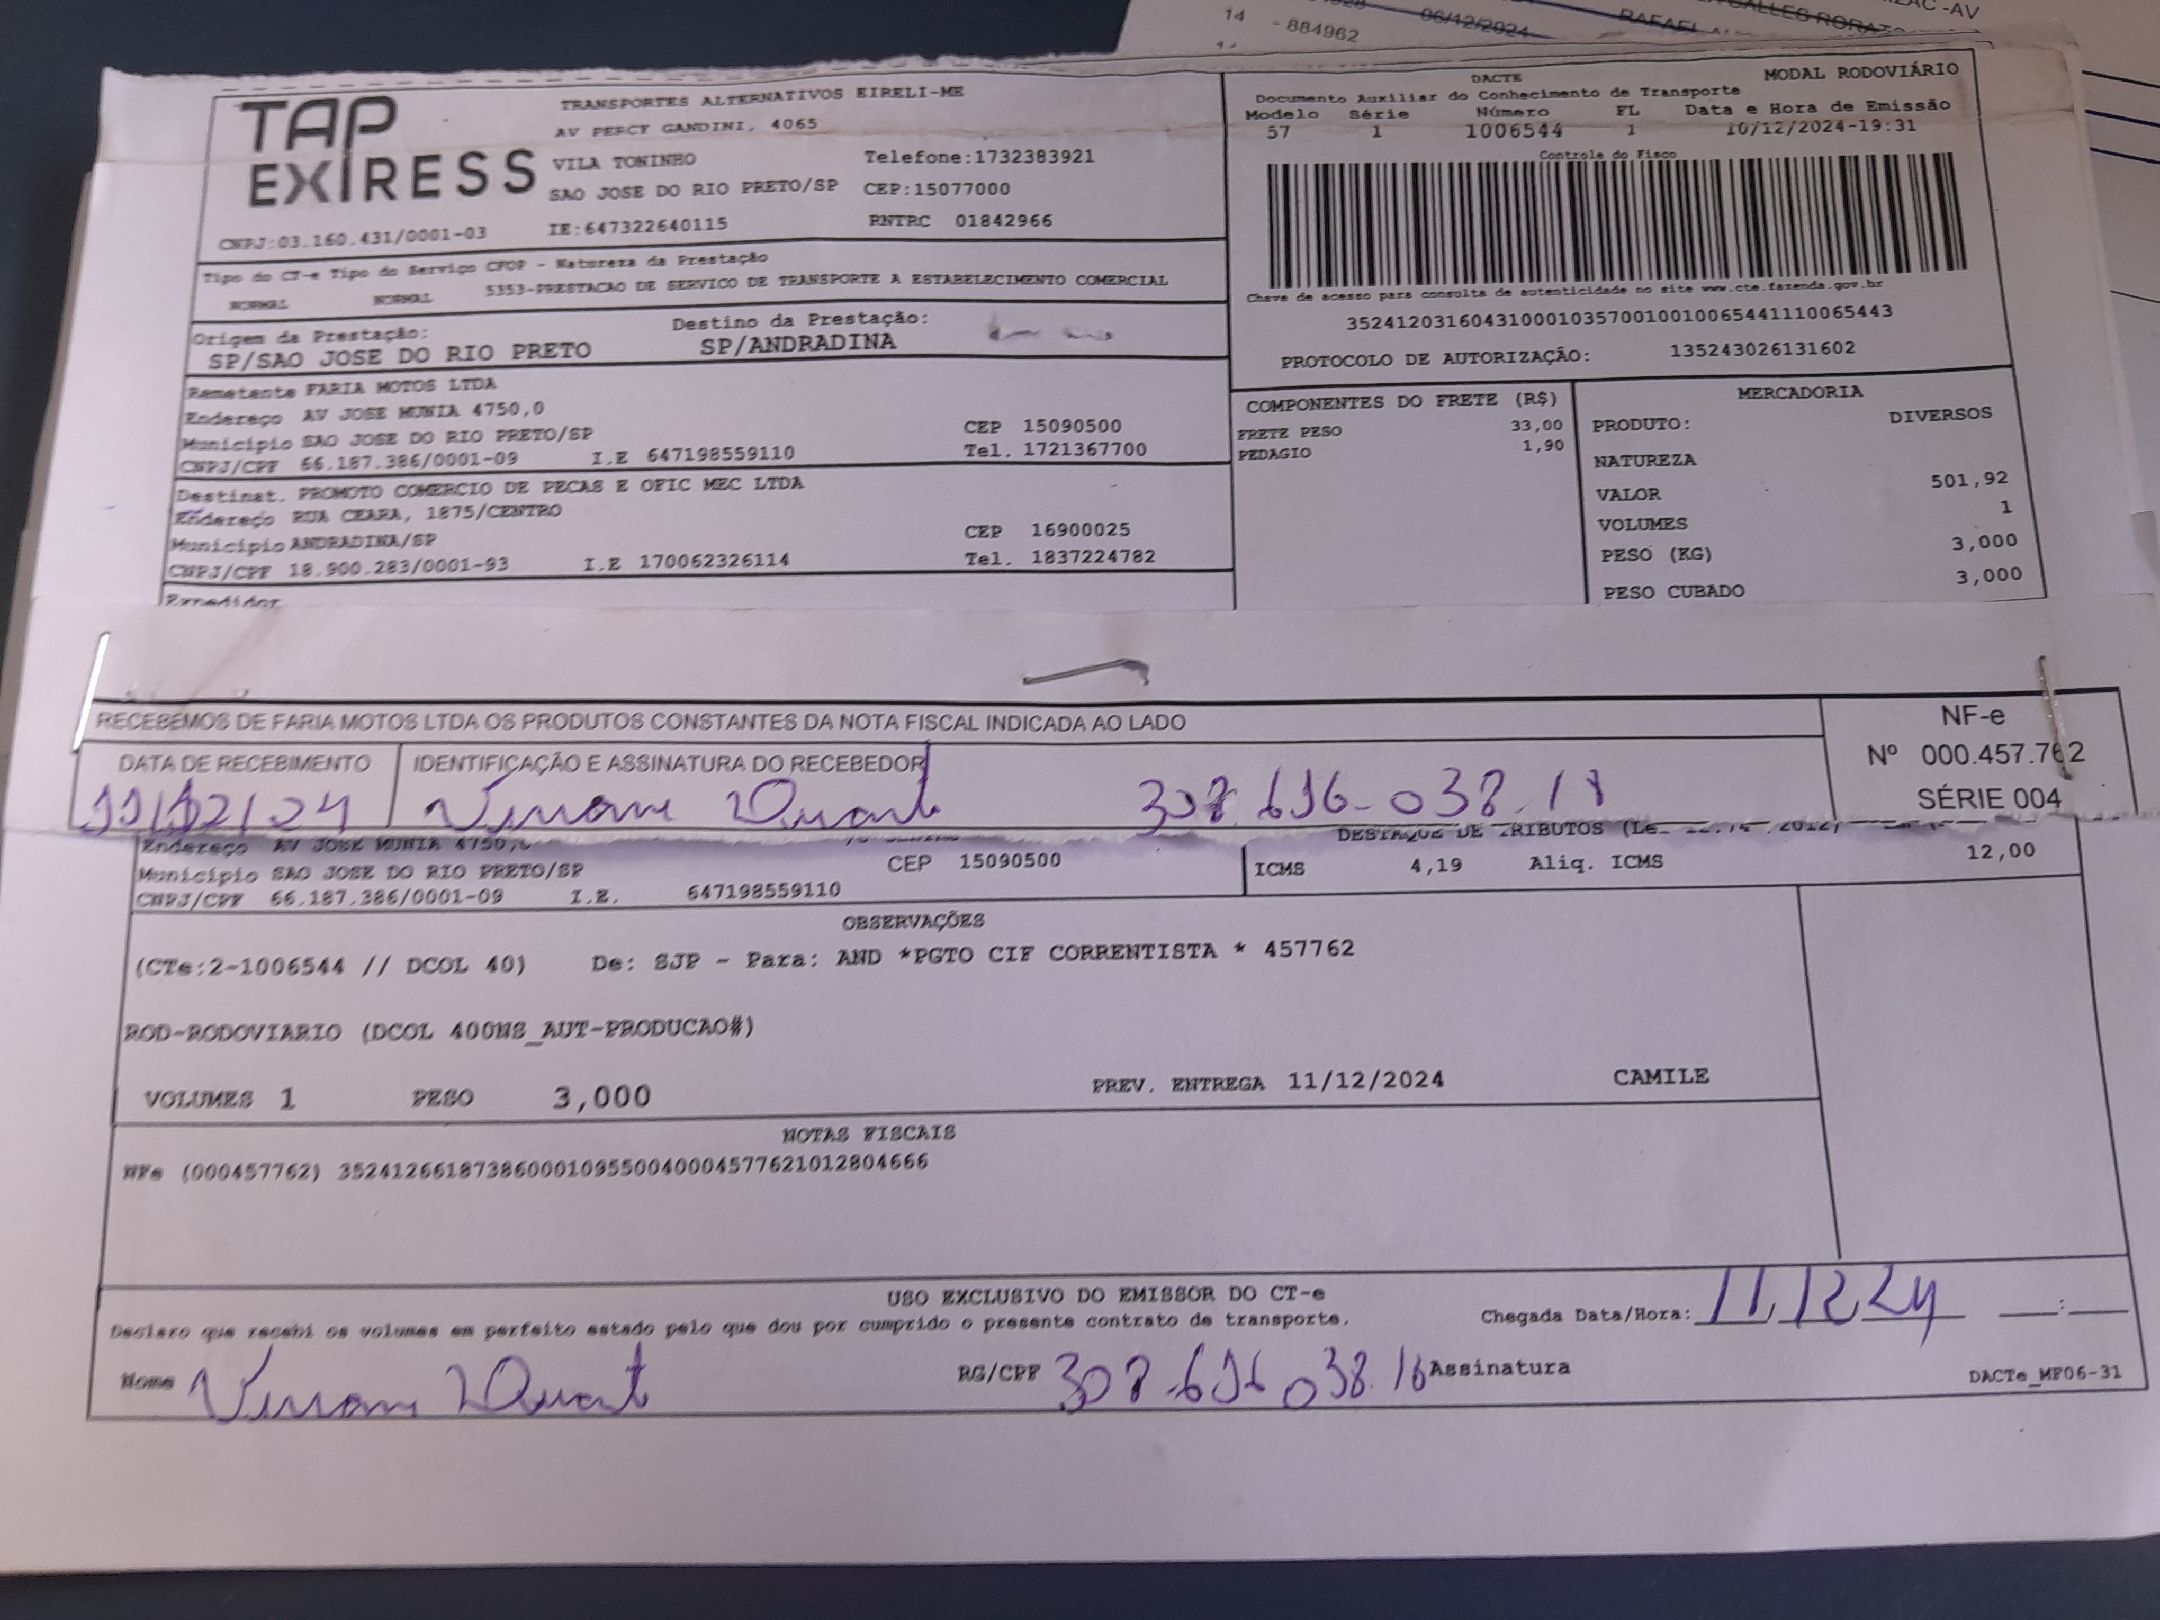 14 - 884962 06/12/2024
TAP EXPRESS
TRANSPORTES ALTERNATIVOS EIRELI-ME
AV PERCY GANDINI, 4065
VILA TONINHO Telefone:1732383921
SAO JOSE DO RIO PRETO/SP CEP:15077000
CNPJ:03.160.431/0001-03 IE:647322640115 RNTRC 01842966
DACTE MODAL RODOVIÁRIO
Documento Auxiliar do Conhecimento de Transporte
Modelo Série Número FL Data e Hora de Emissão
57 1 1006544 1 10/12/2024-19:31
Controle do Fisco
Chave de acesso para consulta de autenticidade no site www.cte.fazenda.gov.br
35241203160431000103570010010065441110065443
PROTOCOLO DE AUTORIZAÇÃO: 135243026131602
Tipo do CT-e Tipo do Serviço CFOP - Natureza da Prestação
NORMAL NORMAL 5353-PRESTACAO DE SERVICO DE TRANSPORTE A ESTABELECIMENTO COMERCIAL
Origem da Prestação: Destino da Prestação:
SP/SAO JOSE DO RIO PRETO SP/ANDRADINA
Remetente FARIA MOTOS LTDA
Endereço AV JOSE MUNIA 4750,0
Município SAO JOSE DO RIO PRETO/SP CEP 15090500
CNPJ/CPF 66.187.386/0001-09 I.E 647198559110 Tel. 1721367700
Destinat. PROMOTO COMERCIO DE PECAS E OFIC MEC LTDA
Endereço RUA CEARA, 1875/CENTRO
Município ANDRADINA/SP CEP 16900025
CNPJ/CPF 18.900.283/0001-93 I.E 170062326114 Tel. 1837224782
Expedidor
COMPONENTES DO FRETE (R$)
FRETE PESO 33,00
PEDAGIO 1,90
MERCADORIA
PRODUTO: DIVERSOS
NATUREZA
VALOR 501,92
VOLUMES 1
PESO (KG) 3,000
PESO CUBADO 3,000
RECEBEMOS DE FARIA MOTOS LTDA OS PRODUTOS CONSTANTES DA NOTA FISCAL INDICADA AO LADO
DATA DE RECEBIMENTO IDENTIFICAÇÃO E ASSINATURA DO RECEBEDOR
11/12/24
NF-e
Nº 000.457.762
SÉRIE 004
Endereço AV JOSE MUNIA 4750,0
Município SAO JOSE DO RIO PRETO/SP CEP 15090500
CNPJ/CPF 66.187.386/0001-09 I.E. 647198559110
DESTAQUE DE TRIBUTOS
ICMS 4,19 Aliq. ICMS 12,00
OBSERVAÇÕES
(CTe:2-1006544 // DCOL 40) De: SJP - Para: AND *PGTO CIF CORRENTISTA * 457762
ROD-RODOVIARIO (DCOL 400NS_AUT-PRODUCAO#)
VOLUMES 1 PESO 3,000 PREV. ENTREGA 11/12/2024 CAMILE
NOTAS FISCAIS
NFe (000457762) 35241266187386000109550040004577621012804666
USO EXCLUSIVO DO EMISSOR DO CT-e
Declaro que recebi os volumes em perfeito estado pelo que dou por cumprido o presente contrato de transporte.
Chegada Data/Hora: 11,12,24 :
Nome RG/CPF 308.696 038.18 Assinatura
DACTe_MF06-31